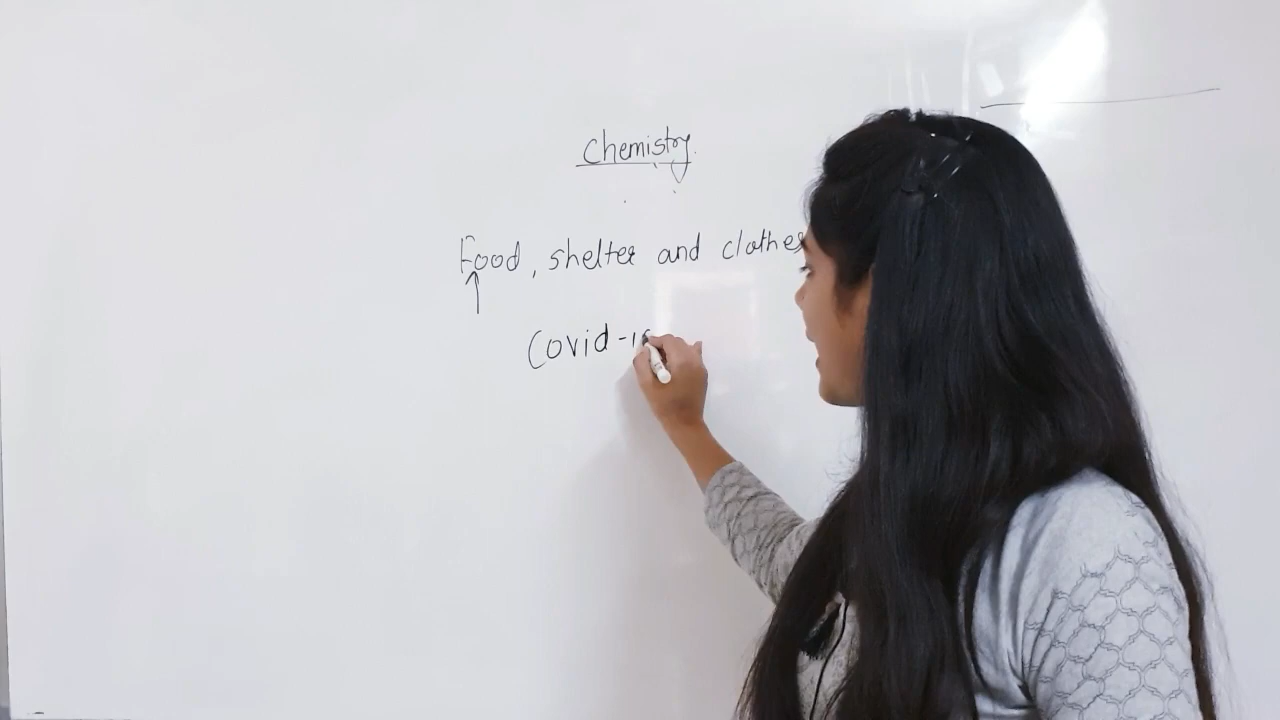 Chemistry
Food, shelter and clothes
Covid-1